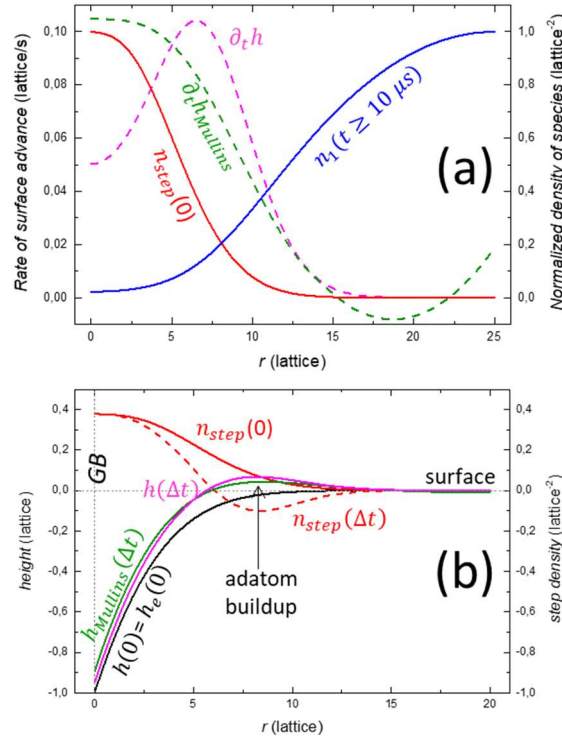 0,10
0,08
0,06
0,04
0,02
0,00
Rate of surface advance (lattice/s)
1,0
0,8
0,6
0,4
0,2
0,0
Normalized density of species (lattice⁻²)
∂ₜh
∂ₜh_Mullins
n_step(0)
n₁(t ≥ 10 μs)
(a)
0 5 10 15 20 25
r (lattice)
0,4
0,2
0,0
-0,2
-0,4
-0,6
-0,8
-1,0
height (lattice)
0,4
0,2
0,0
-0,2
-0,4
-0,6
-0,8
-1,0
step density (lattice⁻²)
GB
n_step(0)
surface
h(Δt)
n_step(Δt)
h_Mullins(Δt)
h(0)= hₑ(0)
adatom
buildup
(b)
0 5 10 15 20
r (lattice)